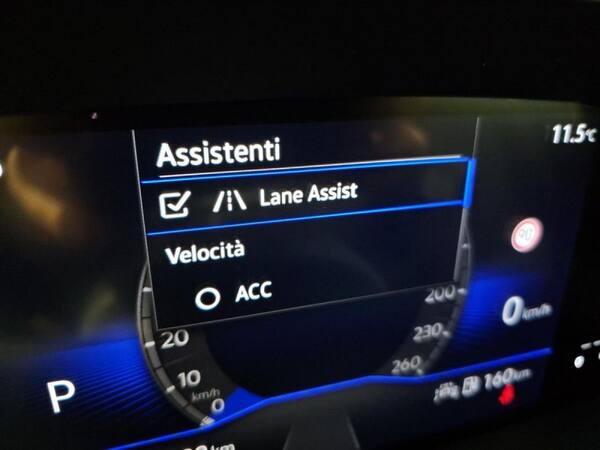 Assistenti
11.5°C
Lane Assist
Velocità
90
ACC
200
0 km/h
20
230
10
260
km/h
P
0
160 km
km